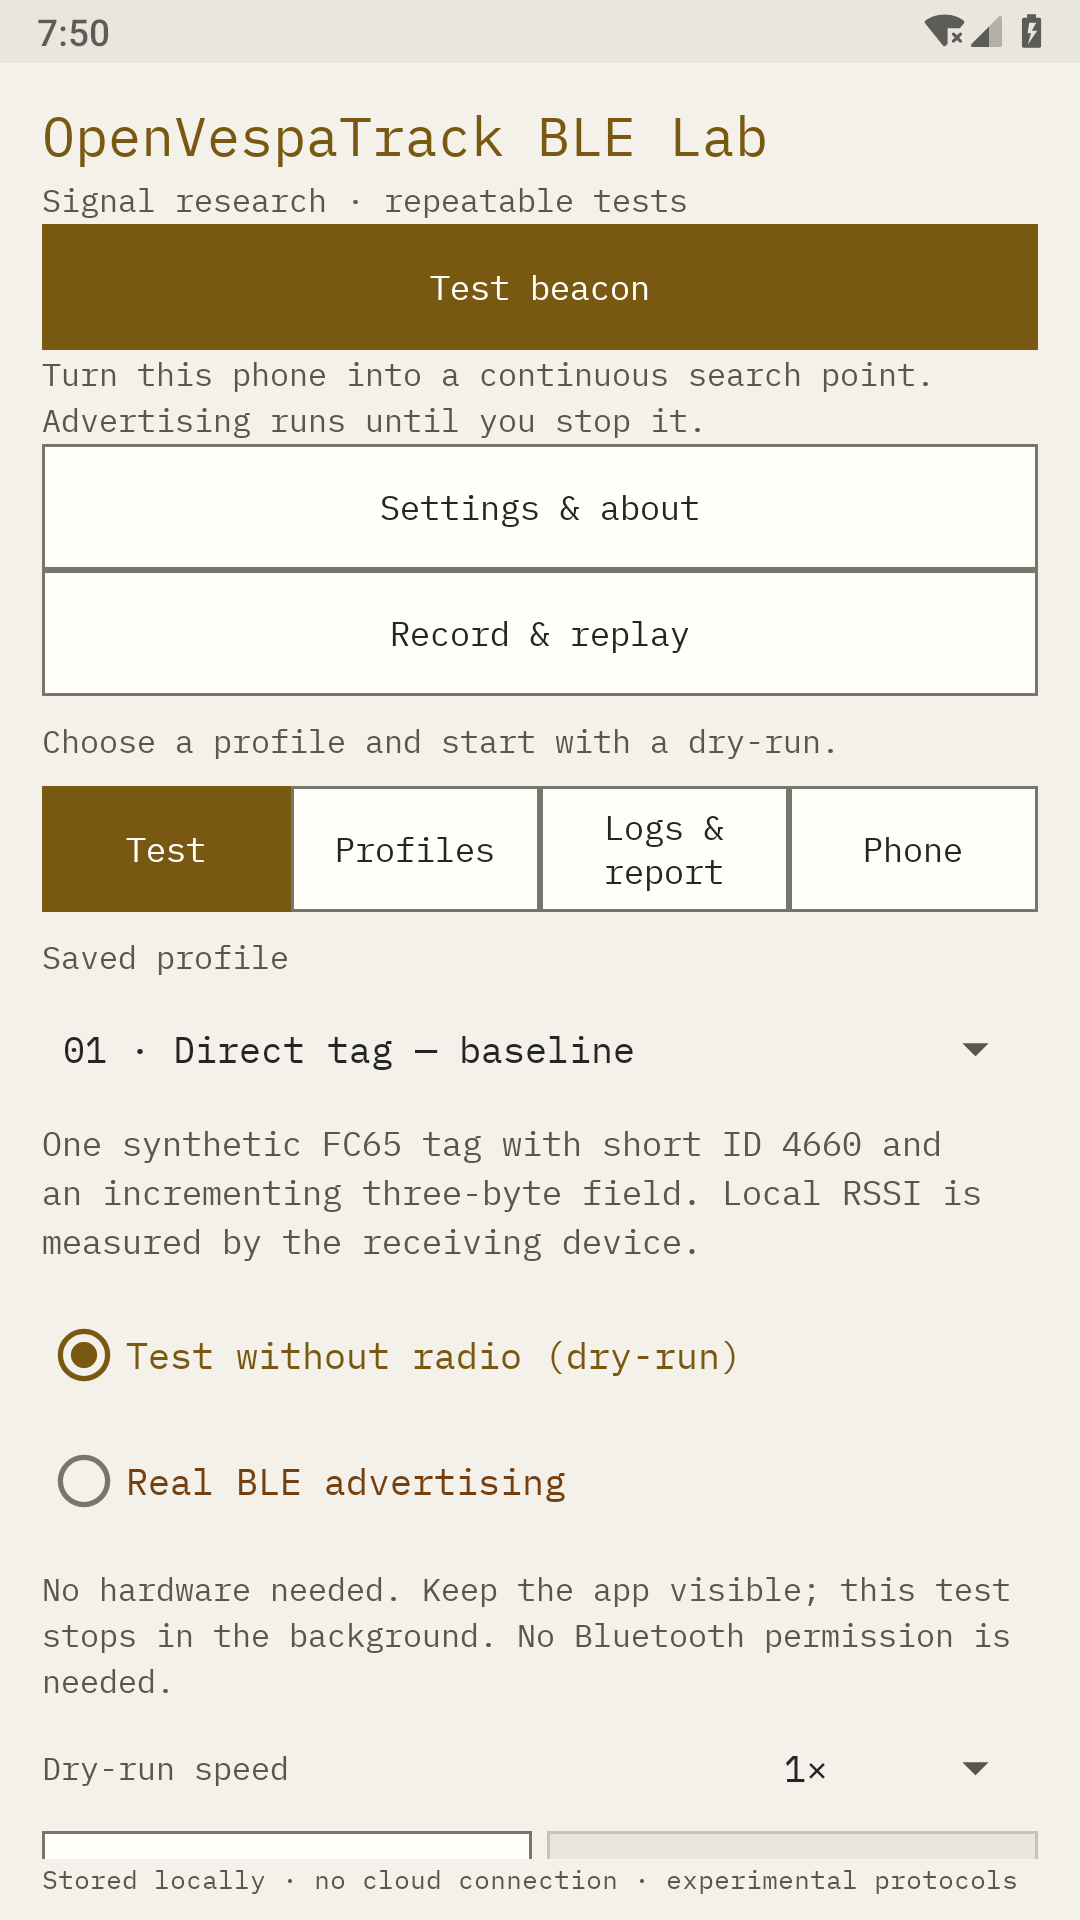 7:50
OpenVespaTrack BLE Lab
Signal research · repeatable tests
Test beacon
Turn this phone into a continuous search point.
Advertising runs until you stop it.
Settings & about
Record & replay
Choose a profile and start with a dry-run.
Test
Profiles
Logs &
report
Phone
Saved profile
01 · Direct tag — baseline
One synthetic FC65 tag with short ID 4660 and
an incrementing three-byte field. Local RSSI is
measured by the receiving device.
Test without radio (dry-run)
Real BLE advertising
No hardware needed. Keep the app visible; this test
stops in the background. No Bluetooth permission is
needed.
Dry-run speed
1×
Stored locally · no cloud connection · experimental protocols